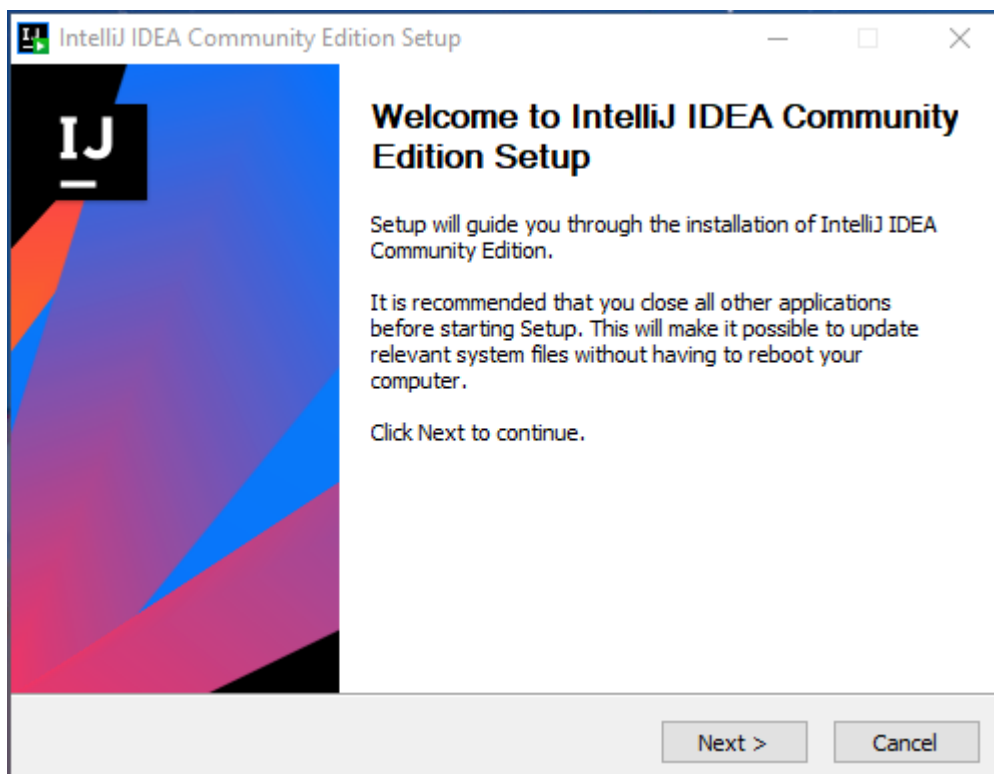 IntelliJ IDEA Community Edition Setup
IJ
Welcome to IntelliJ IDEA Community
Edition Setup
Setup will guide you through the installation of IntelliJ IDEA
Community Edition.
It is recommended that you close all other applications
before starting Setup. This will make it possible to update
relevant system files without having to reboot your
computer.
Click Next to continue.
Next >
Cancel